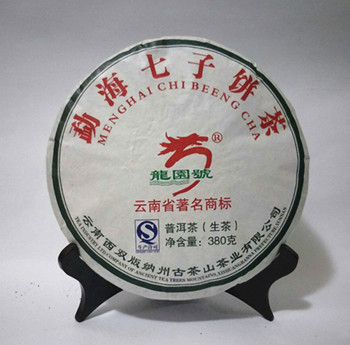 勐海七子饼茶
MENGHAI CHI BEENG CHA
®
龍園號
云南省著名商标
普洱茶（生茶）
净含量：380克
云南西双版纳州古茶山茶业有限公司